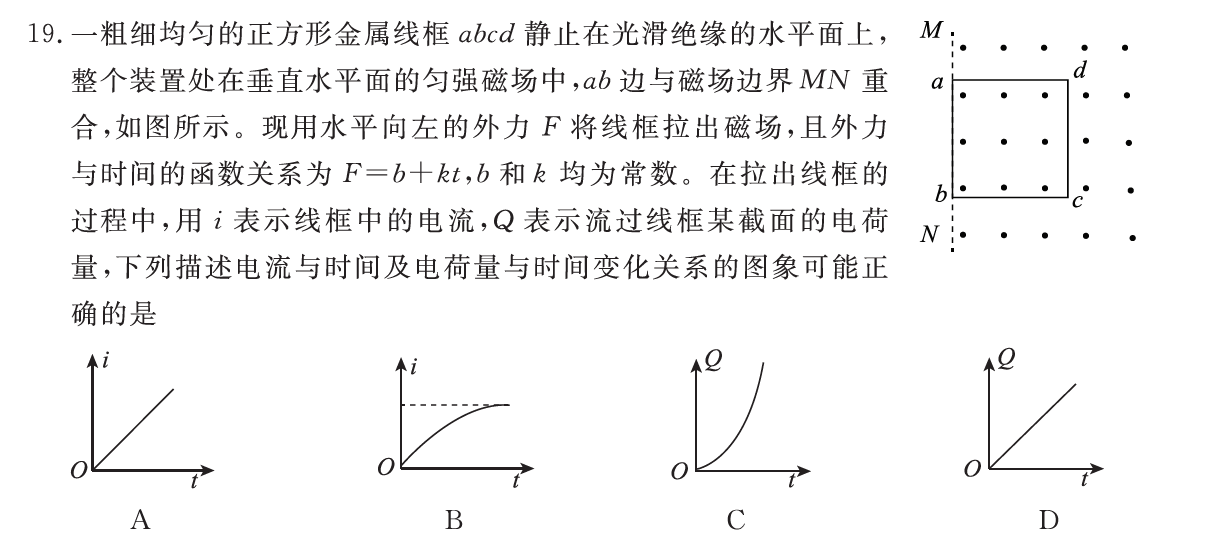 19. 一粗细均匀的正方形金属线框 abcd 静止在光滑绝缘的水平面上，
整个装置处在垂直水平面的匀强磁场中，ab 边与磁场边界 MN 重
合，如图所示。现用水平向左的外力 F 将线框拉出磁场，且外力
与时间的函数关系为 F=b+kt，b 和 k 均为常数。在拉出线框的
过程中，用 i 表示线框中的电流，Q 表示流过线框某截面的电荷
量，下列描述电流与时间及电荷量与时间变化关系的图象可能正
确的是
M
a
d
b
c
N
i
O
t
A
i
O
t
B
Q
O
t
C
Q
O
t
D